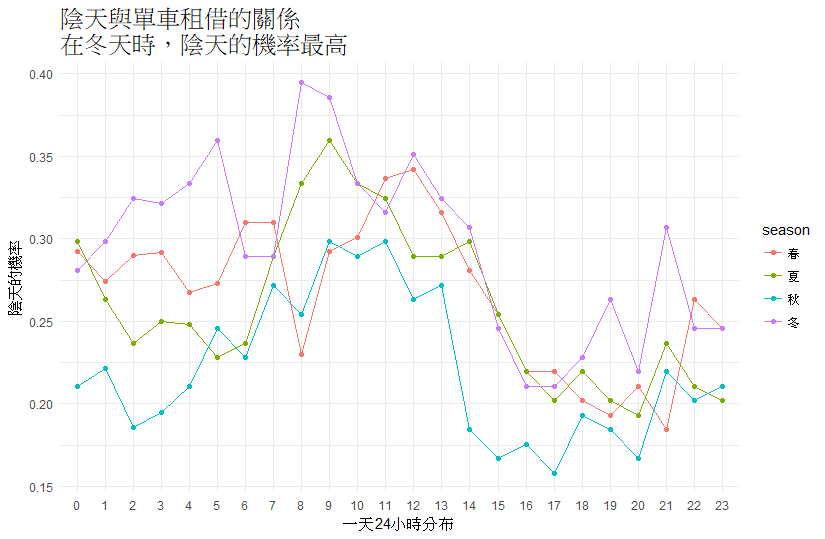 陰天與單車租借的關係
在冬天時，陰天的機率最高
陰天的機率
0.40
0.35
0.30
0.25
0.20
0.15
0 1 2 3 4 5 6 7 8 9 10 11 12 13 14 15 16 17 18 19 20 21 22 23
一天24小時分布
season
春
夏
秋
冬